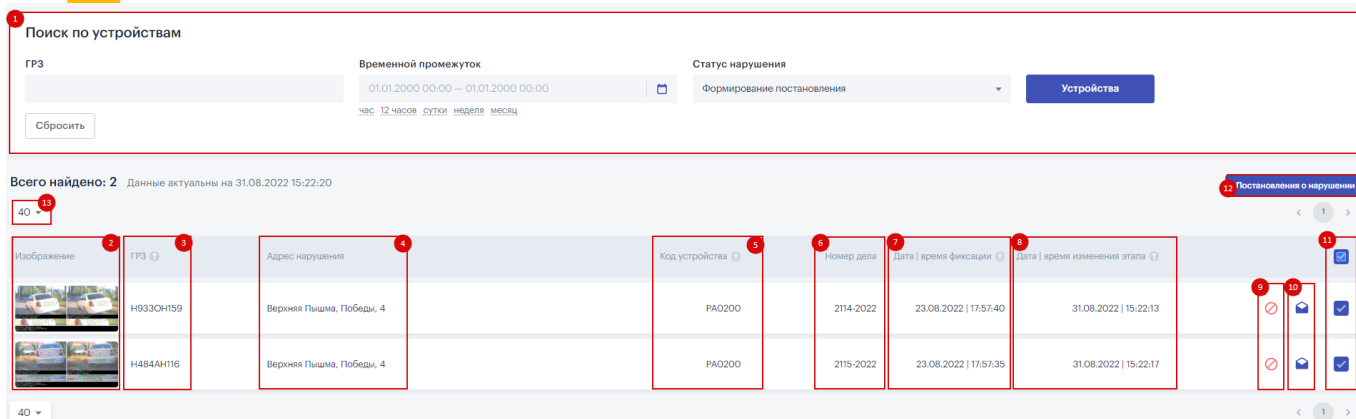 1
Поиск по устройствам
ГРЗ Временной промежуток Статус нарушения
01.01.2000 00:00 — 01.01.2000 00:00 Формирование постановления Устройства
час 12 часов сутки неделя месяц
Сбросить
Всего найдено: 2 Данные актуальны на 31.08.2022 15:22:20
12 Постановления о нарушении
13
40 1
2 3 4 5 6 7 8 11
Изображение ГРЗ Адрес нарушения Код устройства Номер дела Дата | время фиксации Дата | время изменения этапа
9 10
Н933ОН159 Верхняя Пышма, Победы, 4 РА0200 2114-2022 23.08.2022 | 17:57:40 31.08.2022 | 15:22:13
Н484АН116 Верхняя Пышма, Победы, 4 РА0200 2115-2022 23.08.2022 | 17:57:35 31.08.2022 | 15:22:17
40 1